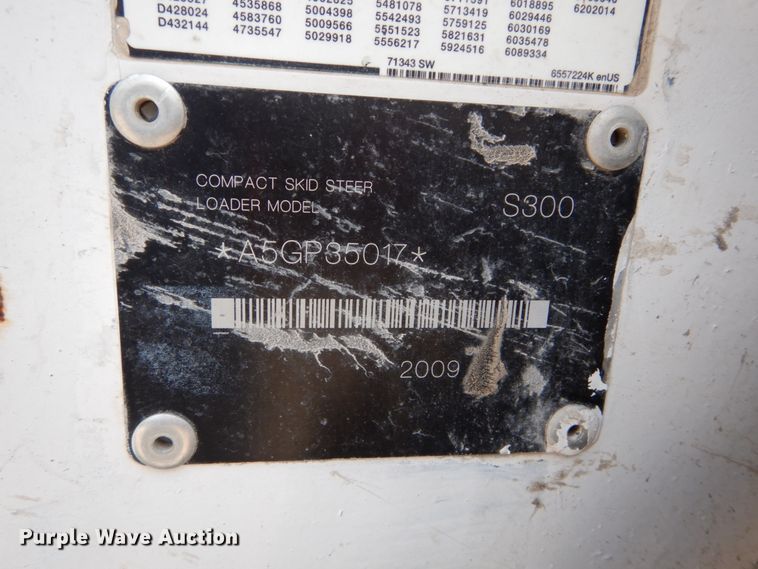 D428024 4535868 5004398 5481078 5713419 6018895
D432144 4583760 5009566 5542493 5759125 6029446 6202014
4735547 5029918 5551523 5821631 6030169
5556217 5924516 6035478
6089334
71343 SW
6557224K enUS
COMPACT SKID STEER
LOADER MODEL
S300
*A5GP35017*
2009
Purple Wave Auction